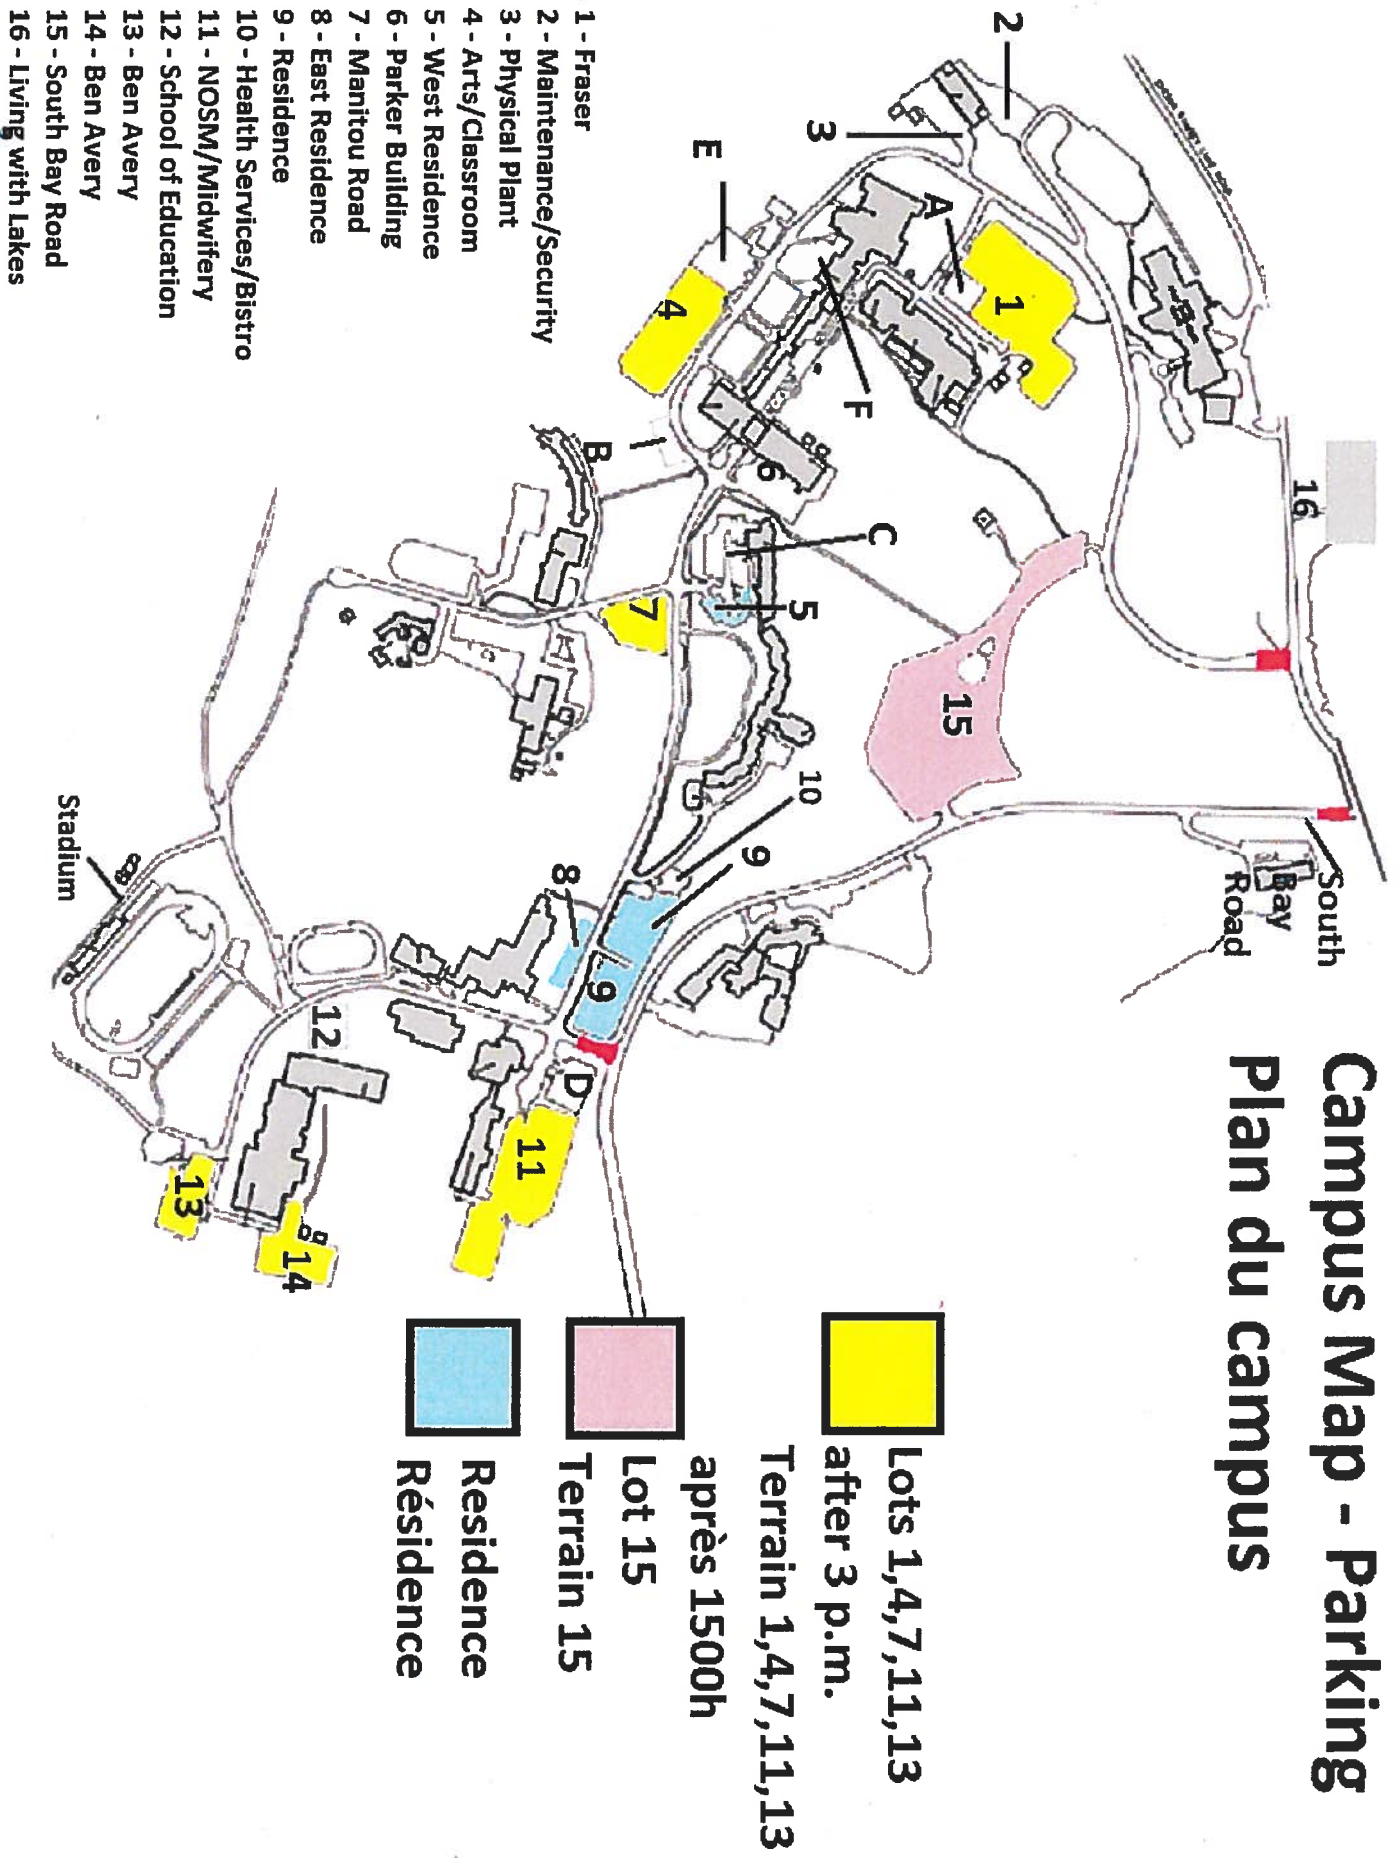 Campus Map - Parking
Plan du campus
Lots 1,4,7,11,13
after 3 p.m.
Terrain 1,4,7,11,13
après 1500h
Lot 15
Terrain 15
Residence
Résidence
1 - Fraser
2 - Maintenance/Security
3 - Physical Plant
4 - Arts/Classroom
5 - West Residence
6 - Parker Building
7 - Manitou Road
8 - East Residence
9 - Residence
10 - Health Services/Bistro
11 - NOSM/Midwifery
12 - School of Education
13 - Ben Avery
14 - Ben Avery
15 - South Bay Road
16 - Living with Lakes
2
3
E
A
1
4
F
B
6
C
5
7
16
15
10
9
8
9
South
Bay
Road
Stadium
12
D
11
13
14